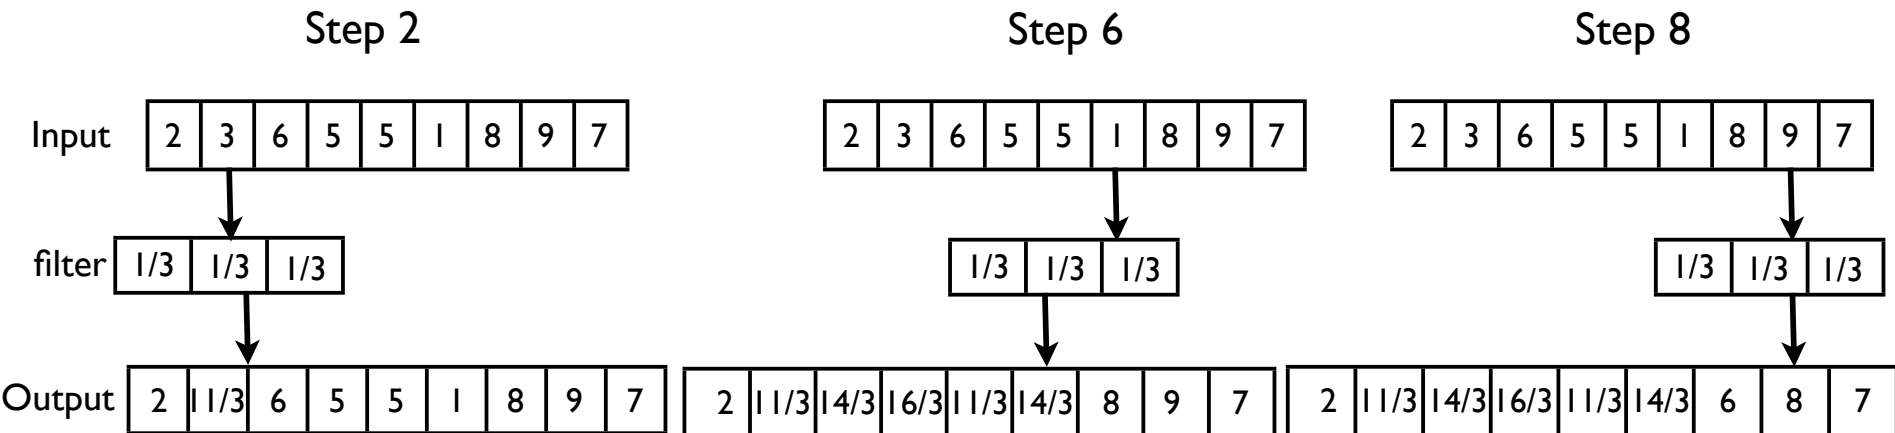 Step 2 Step 6 Step 8
Input 2 3 6 5 5 1 8 9 7 2 3 6 5 5 1 8 9 7 2 3 6 5 5 1 8 9 7
filter 1/3 1/3 1/3 1/3 1/3 1/3 1/3 1/3 1/3
Output 2 11/3 6 5 5 1 8 9 7 2 11/3 14/3 16/3 11/3 14/3 8 9 7 2 11/3 14/3 16/3 11/3 14/3 6 8 7